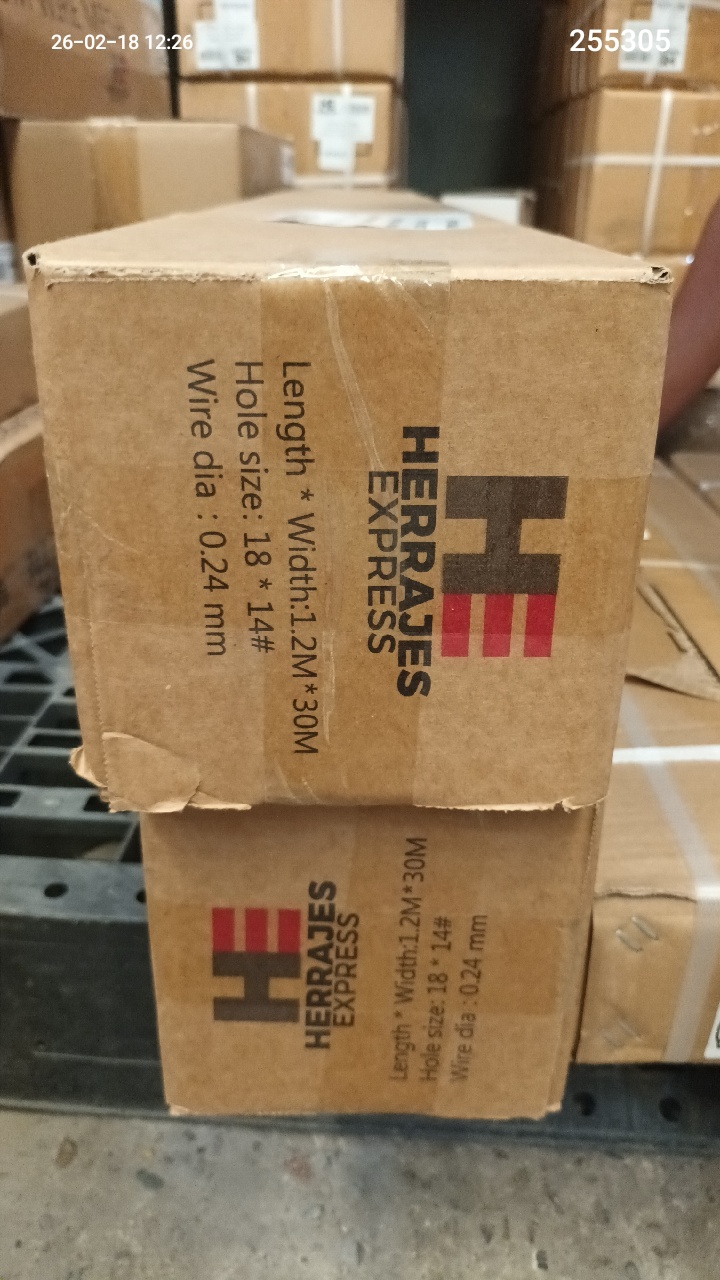 26-02-18 12:26
255305
HE
HERRAJES
EXPRESS
Length * Width:1.2M*30M
Hole size: 18 * 14#
Wire dia : 0.24 mm
HE
HERRAJES
EXPRESS
Length * Width:1.2M*30M
Hole size: 18 * 14#
Wire dia : 0.24 mm